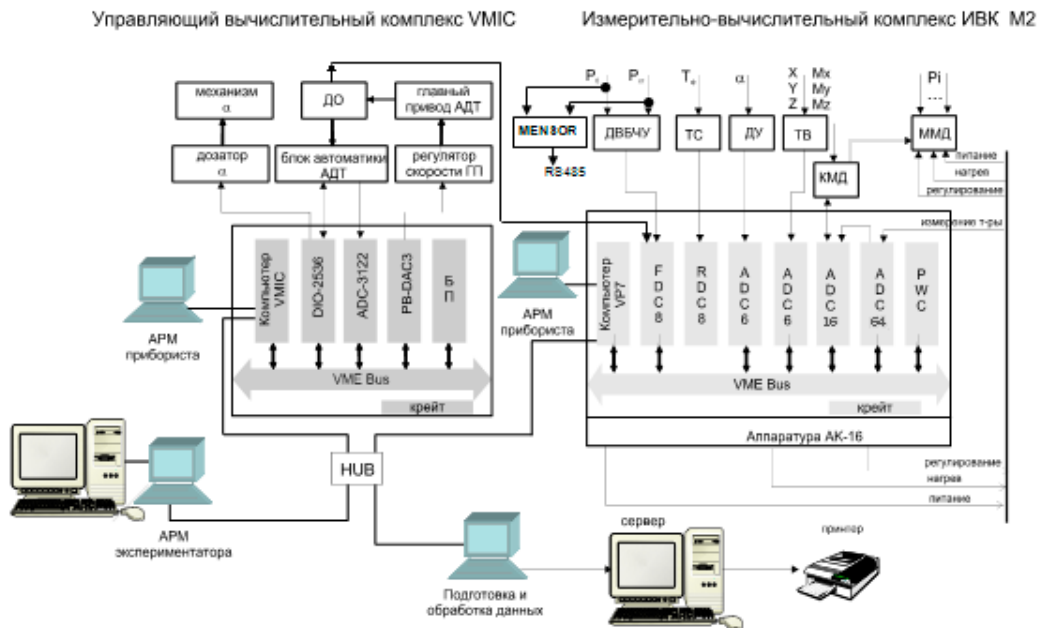 Управляющий вычислительный комплекс VMIC
Измерительно-вычислительный комплекс ИВК М2
механизм
α
ДО
главный
привод АДТ
дозатор
α
блок автоматики
АДТ
регулятор
скорости ГП
MENSOR
RS485
ДВБЧУ
T
ТС
α
ДУ
X Mx
Y My
Z Mz
ТВ
КМД
Pi
...
ММД
питание
нагрев
регулирование
измерение т-ры
Компьютер
VMIC
DIO-2536
ADC-3122
PB-DAC3
БП
VME Bus
крейт
АРМ
прибориста
АРМ
прибориста
Компьютер
VP7
FDC8
RDC8
ADC6
ADC6
ADC16
ADC64
PWC
VME Bus
крейт
Аппаратура АК-16
регулирование
нагрев
питание
HUB
АРМ
экспериментатора
Подготовка и
обработка данных
сервер
принтер